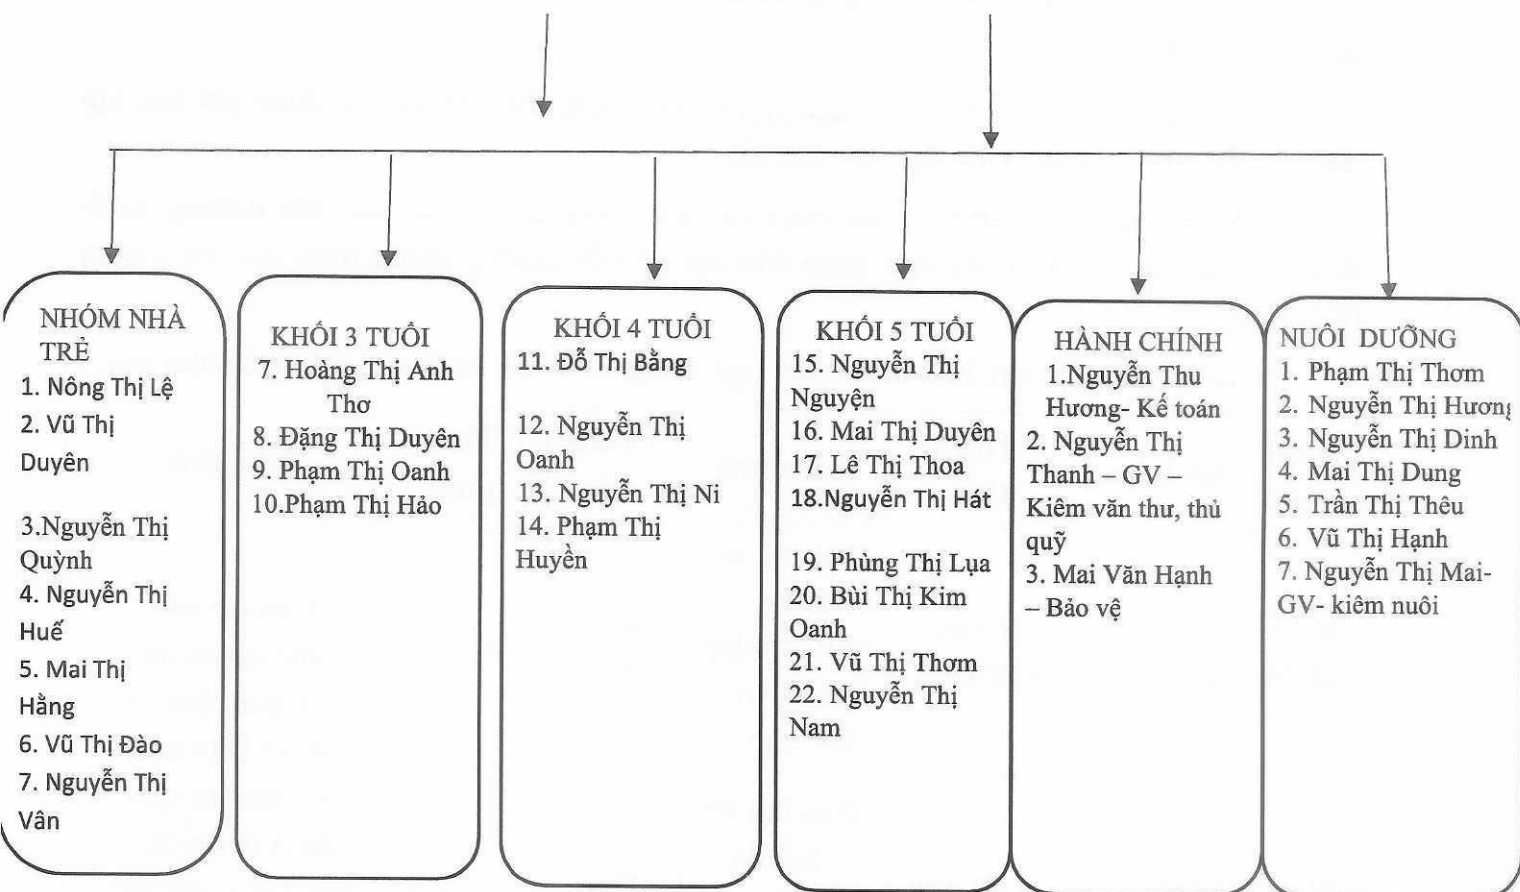 NHÓM NHÀ
TRẺ
1. Nông Thị Lệ
2. Vũ Thị
Duyên
3.Nguyễn Thị
Quỳnh
4. Nguyễn Thị
Huế
5. Mai Thị
Hằng
6. Vũ Thị Đào
7. Nguyễn Thị
Vân
KHỐI 3 TUỔI
7. Hoàng Thị Anh
Thơ
8. Đặng Thị Duyên
9. Phạm Thị Oanh
10.Phạm Thị Hảo
KHỐI 4 TUỔI
11. Đỗ Thị Bằng
12. Nguyễn Thị
Oanh
13. Nguyễn Thị Ni
14. Phạm Thị
Huyền
KHỐI 5 TUỔI
15. Nguyễn Thị
Nguyện
16. Mai Thị Duyên
17. Lê Thị Thoa
18.Nguyễn Thị Hát
19. Phùng Thị Lụa
20. Bùi Thị Kim
Oanh
21. Vũ Thị Thơm
22. Nguyễn Thị
Nam
HÀNH CHÍNH
1.Nguyễn Thu
Hương- Kế toán
2. Nguyễn Thị
Thanh – GV –
Kiêm văn thư, thủ
quỹ
3. Mai Văn Hạnh
– Bảo vệ
NUÔI DƯỠNG
1. Phạm Thị Thơm
2. Nguyễn Thị Hương
3. Nguyễn Thị Dinh
4. Mai Thị Dung
5. Trần Thị Thêu
6. Vũ Thị Hạnh
7. Nguyễn Thị Mai-
GV- kiêm nuôi